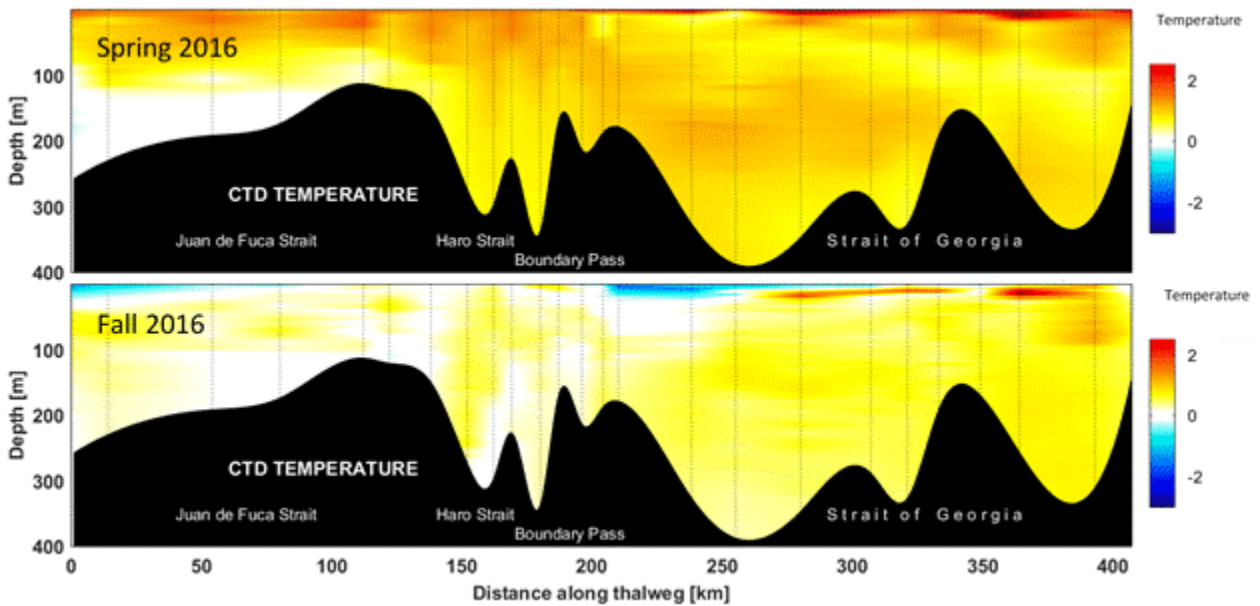 Spring 2016
Temperature
2
0
-2
100
200
300
400
Depth [m]
CTD TEMPERATURE
Juan de Fuca Strait
Haro Strait
Boundary Pass
Strait of Georgia
Fall 2016
Temperature
2
0
-2
100
200
300
400
Depth [m]
CTD TEMPERATURE
Juan de Fuca Strait
Haro Strait
Boundary Pass
Strait of Georgia
0 50 100 150 200 250 300 350 400
Distance along thalweg [km]